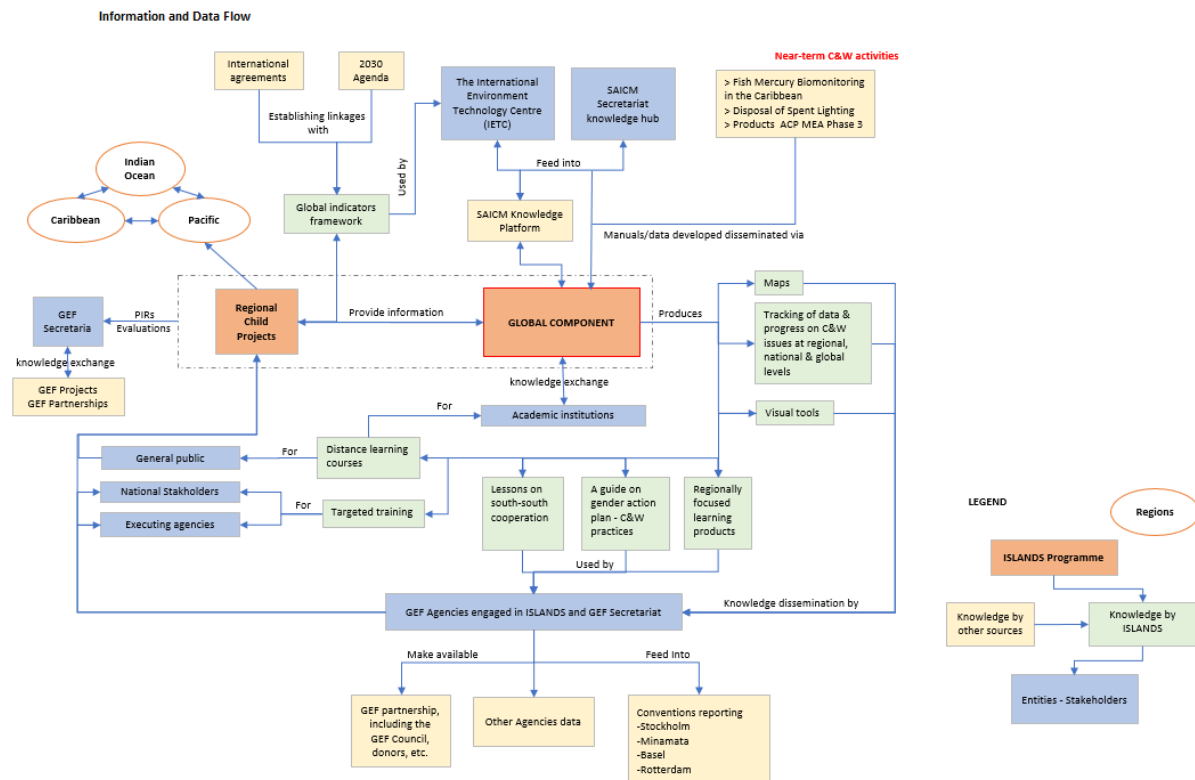 Information and Data Flow
Near-term C&W activities
International
agreements
2030
Agenda
The International
Environment
Technology Centre
(IETC)
SAICM
Secretariat
knowledge hub
> Fish Mercury Biomonitoring
in the Caribbean
> Disposal of Spent Lighting
> Products  ACP MEA Phase 3
Establishing linkages
with
Used by
Feed into
Indian
Ocean
Caribbean
Pacific
Global indicators
framework
SAICM Knowledge
Platform
Manuals/data developed disseminated via
GEF
Secretaria
PIRs
Evaluations
Regional
Child
Projects
Provide information
GLOBAL COMPONENT
Produces
Maps
Tracking of data &
progress on C&W
issues at regional,
national & global
levels
Visual tools
knowledge exchange
GEF Projects
GEF Partnerships
knowledge exchange
For
Academic institutions
General public
For
Distance learning
courses
National Stakholders
Executing agencies
For
Targeted training
Lessons on
south-south
cooperation
A guide on
gender action
plan - C&W
practices
Regionally
focused
learning
products
Used by
GEF Agencies engaged in ISLANDS and GEF Secretariat
Knowledge dissemination by
Make available
Feed Into
GEF partnership,
including the
GEF Council,
donors, etc.
Other Agencies data
Conventions reporting
-Stockholm
-Minamata
-Basel
-Rotterdam
LEGEND
Regions
ISLANDS Programme
Knowledge by
other sources
Knowledge by
ISLANDS
Entities - Stakeholders